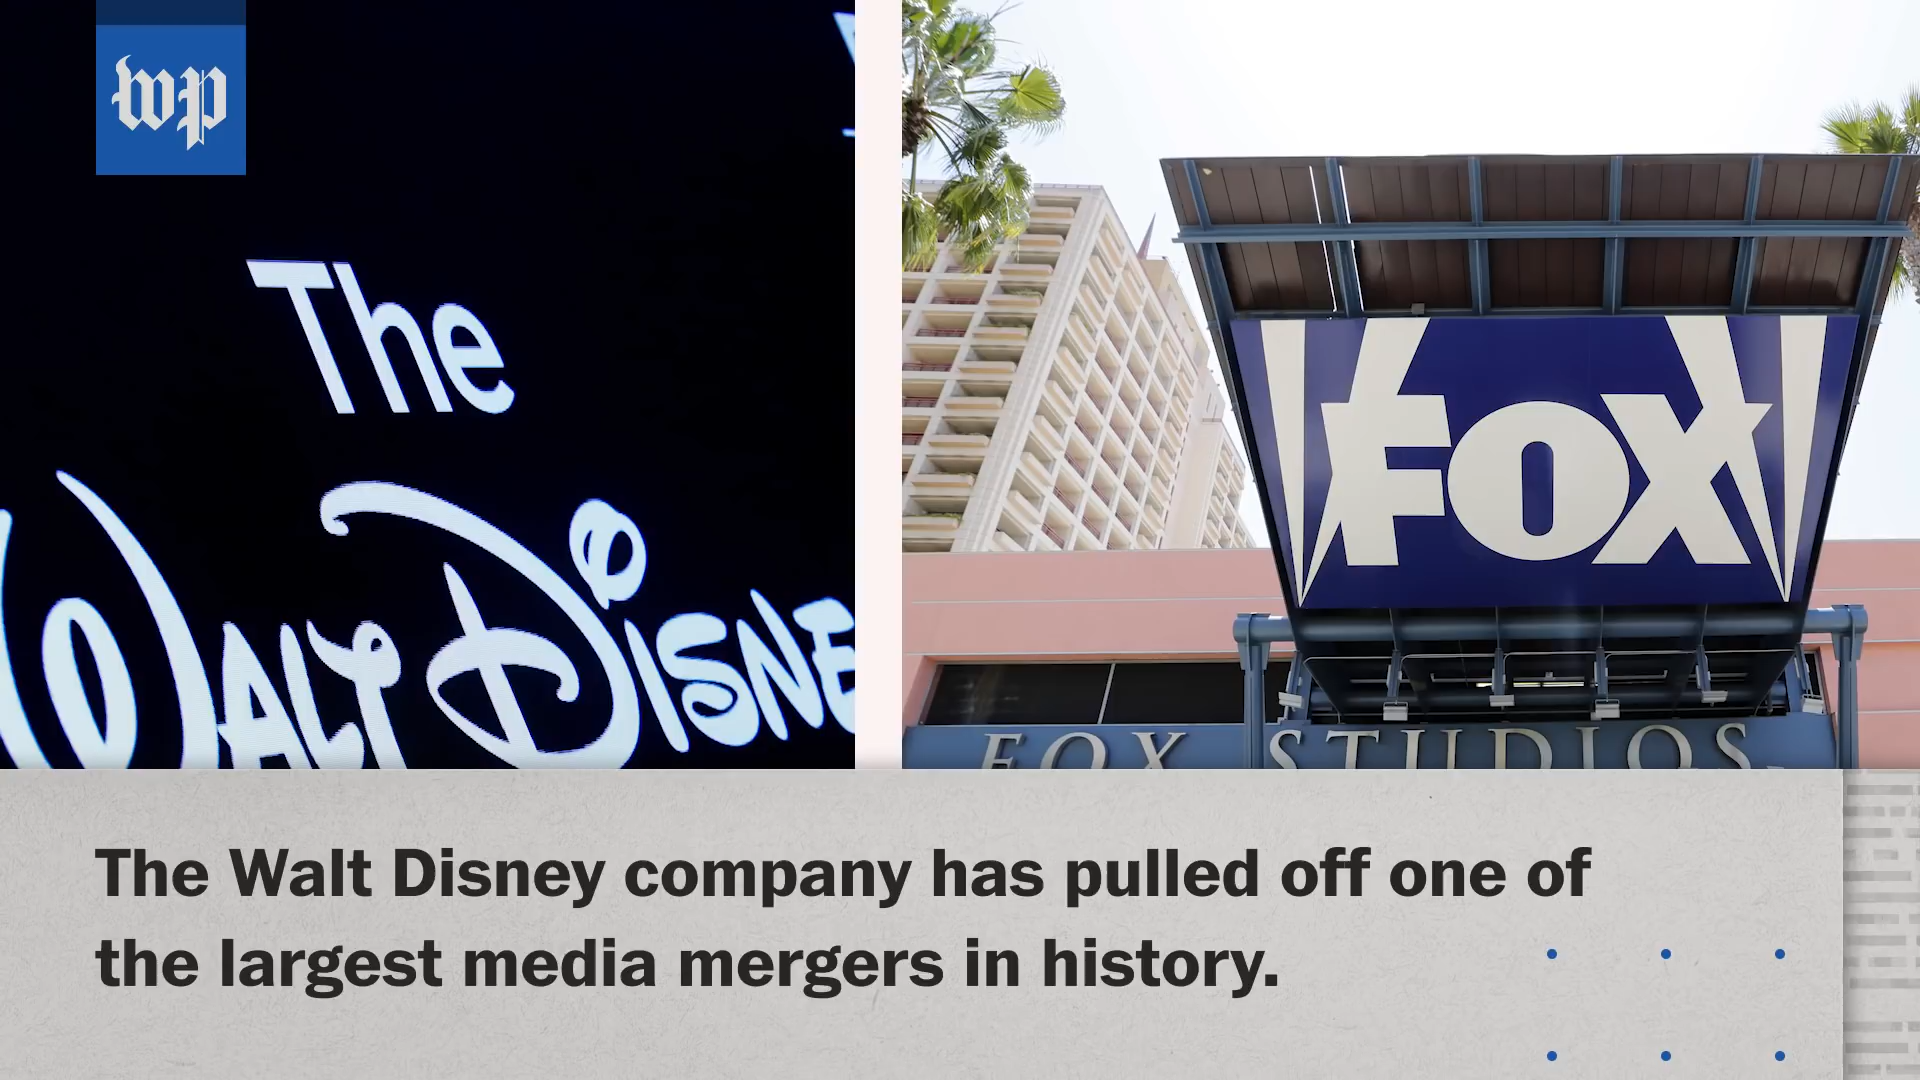 wp
The
WALT DISNE
FOX
FOX STUDIOS
The Walt Disney company has pulled off one of
the largest media mergers in history.